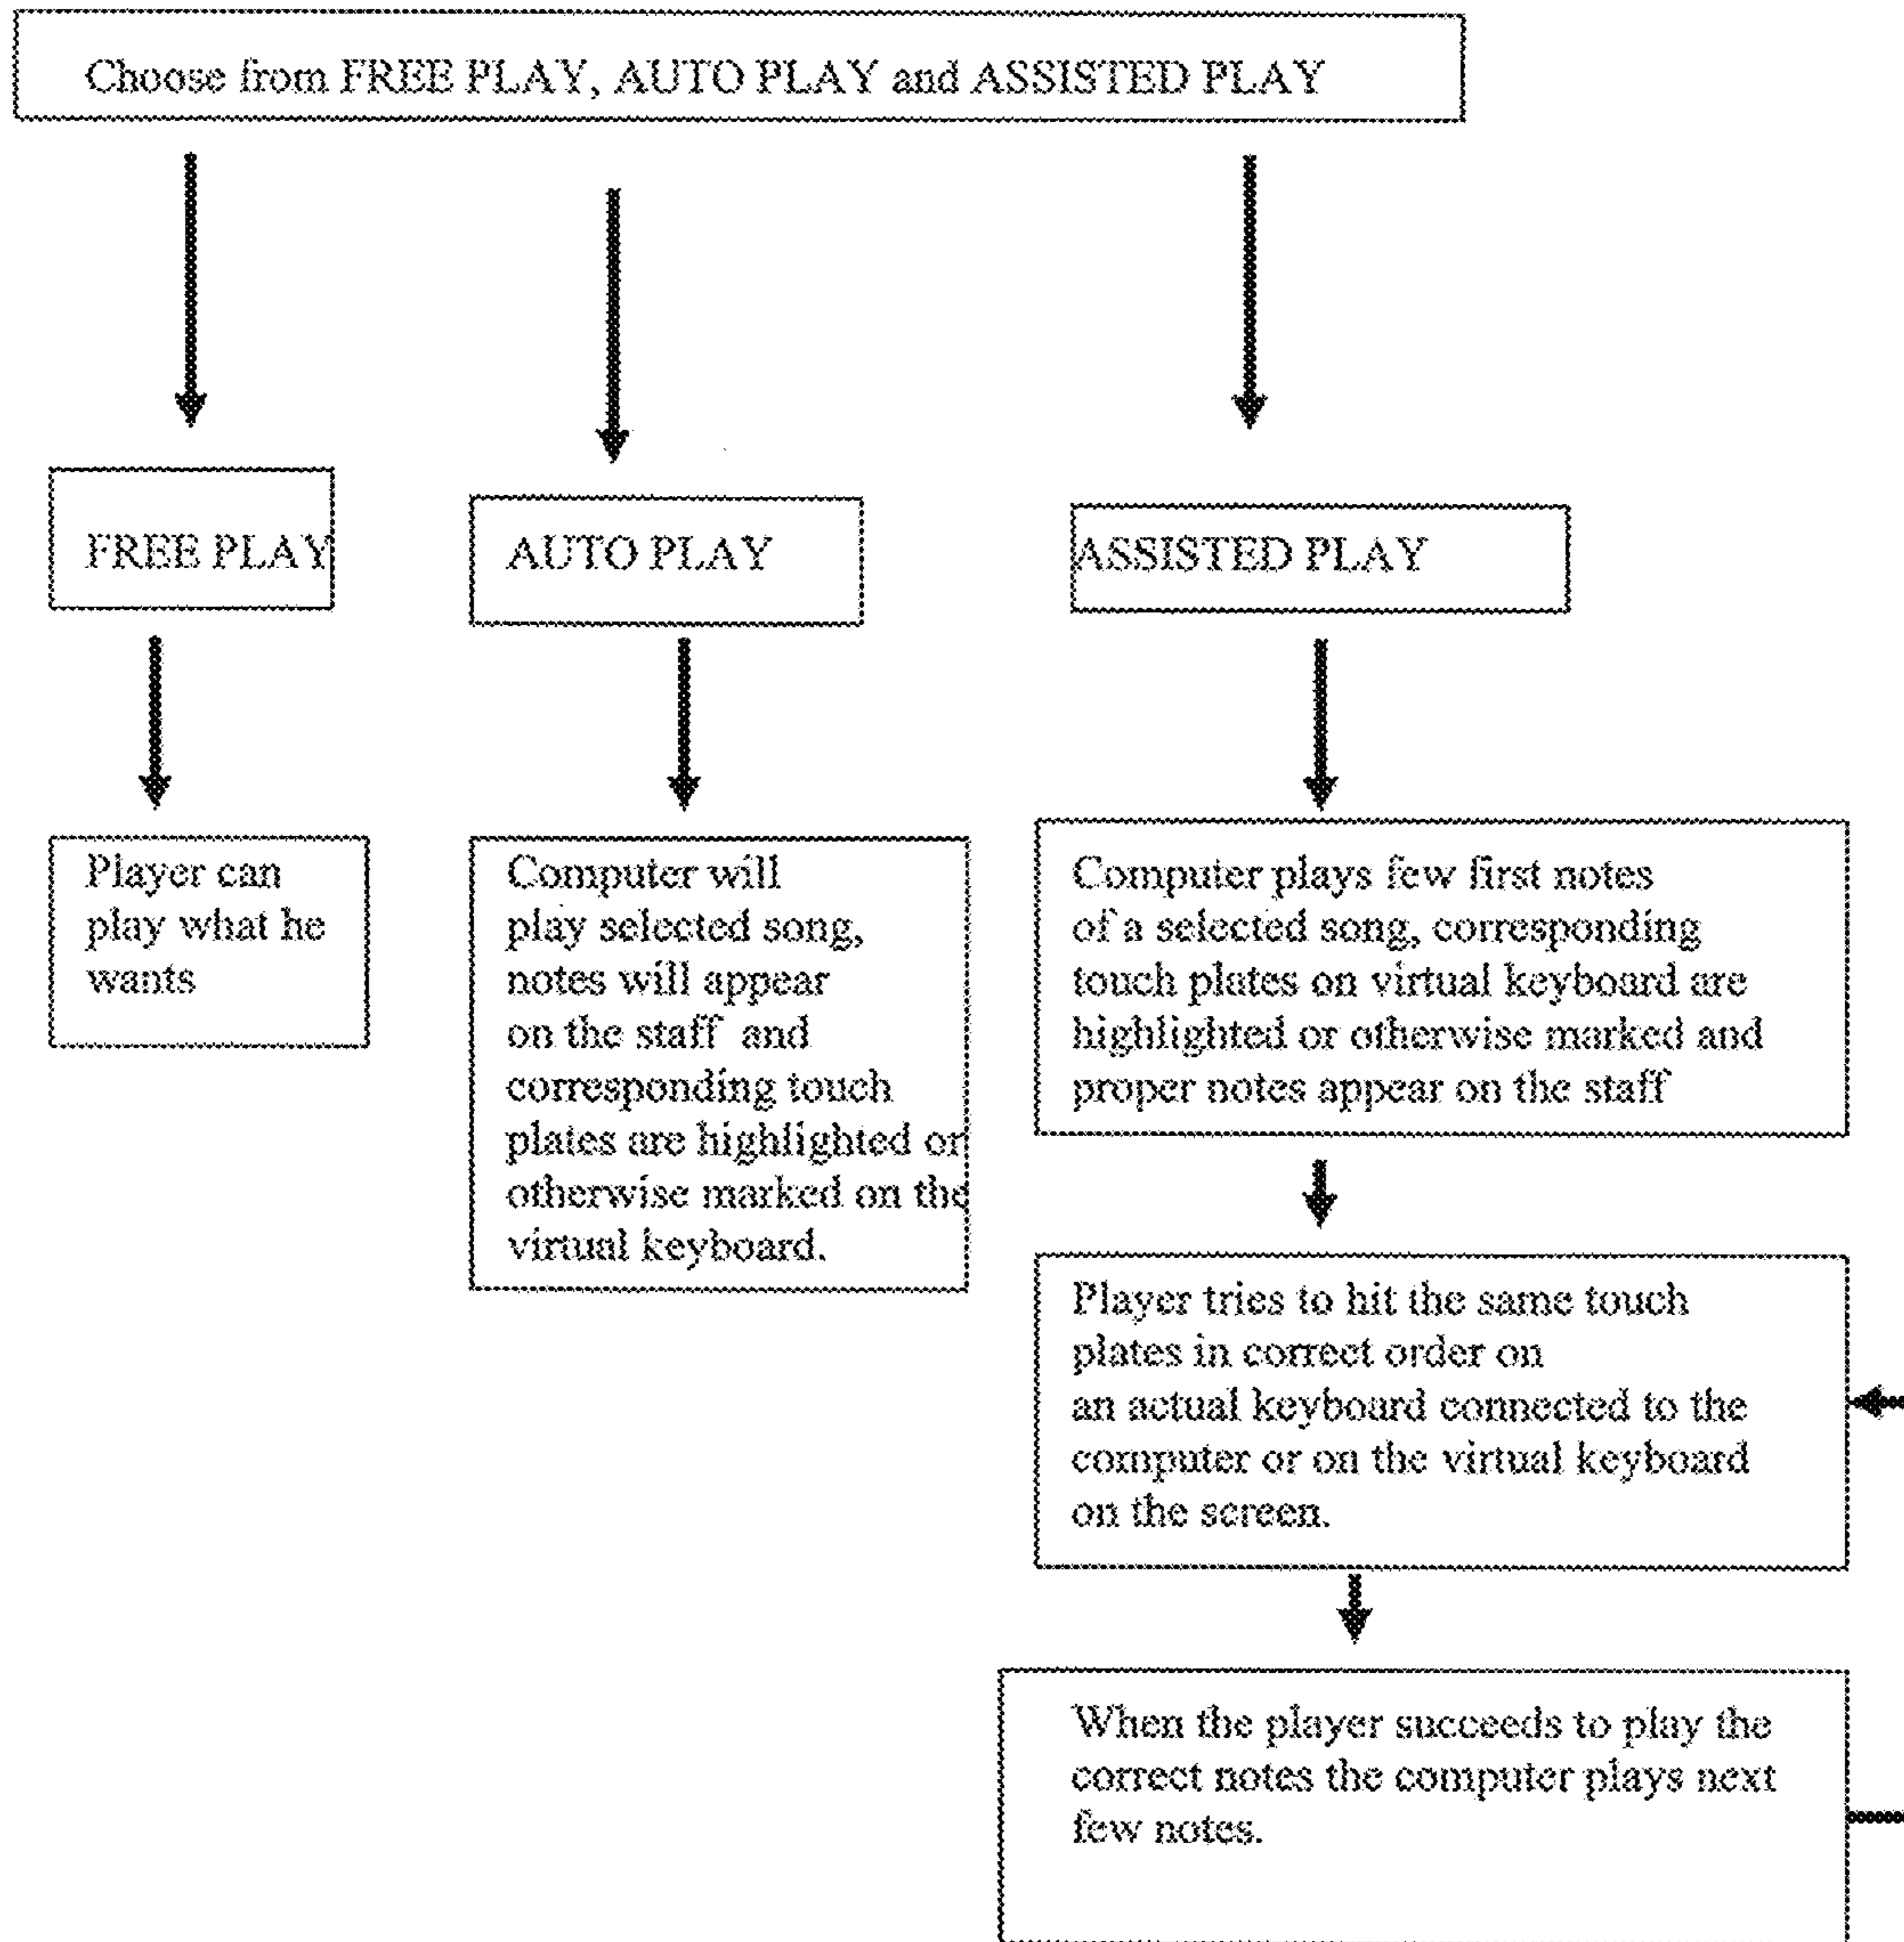 Choose from FREE PLAY, AUTO PLAY and ASSISTED PLAY
FREE PLAY
AUTO PLAY
ASSISTED PLAY
Player can
play what he
wants
Computer will
play selected song,
notes will appear
on the staff and
corresponding touch
plates are highlighted or
otherwise marked on the
virtual keyboard.
Computer plays few first notes
of a selected song, corresponding
touch plates on virtual keyboard are
highlighted or otherwise marked and
proper notes appear on the staff
Player tries to hit the same touch
plates in correct order on
an actual keyboard connected to the
computer or on the virtual keyboard
on the screen.
When the player succeeds to play the
correct notes the computer plays next
few notes.